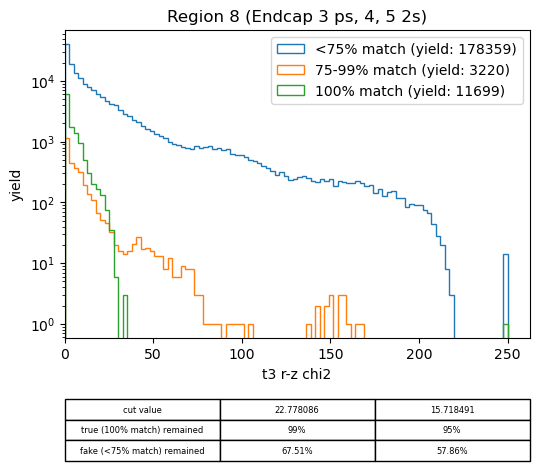 Region 8 (Endcap 3 ps, 4, 5 2s)
<75% match (yield: 178359)
75-99% match (yield: 3220)
100% match (yield: 11699)
yield
10⁴
10³
10²
10¹
10⁰
0 50 100 150 200 250
t3 r-z chi2
cut value 22.778086 15.718491
true (100% match) remained 99% 95%
fake (<75% match) remained 67.51% 57.86%